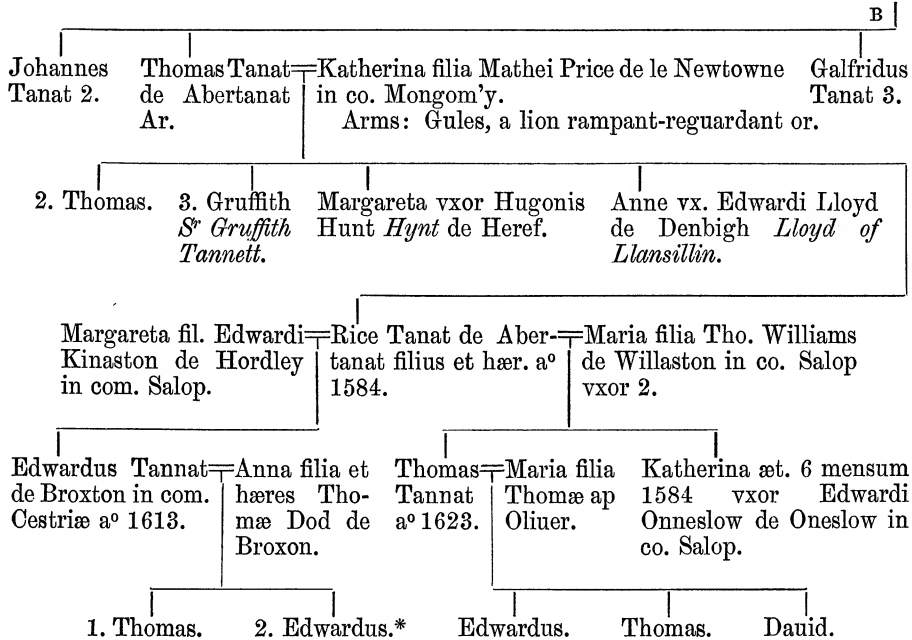 B
Johannes Tanat 2.
Thomas Tanat = Katherina filia Mathei Price de le Newtowne
de Abertanat in co. Mongom'y.
Ar. Arms: Gules, a lion rampant-reguardant or.
Galfridus
Tanat 3.
2. Thomas.
3. Gruffith
Sr Gruffith
Tannett.
Margareta vxor Hugonis
Hunt Hynt de Heref.
Anne vx. Edwardi Lloyd
de Denbigh Lloyd of
Llansillin.
Margareta fil. Edwardi
Kinaston de Hordley
in com. Salop.
Rice Tanat de Aber-
tanat filius et hær. aº
1584.
Maria filia Tho. Williams
de Willaston in co. Salop
vxor 2.
Edwardus Tannat
de Broxton in com.
Cestriæ aº 1613.
Anna filia et
hæres Tho-
mæ Dod de
Broxon.
Thomas
Tannat
aº 1623.
Maria filia
Thomæ ap
Oliuer.
Katherina æt. 6 mensum
1584 vxor Edwardi
Onneslow de Oneslow in
co. Salop.
1. Thomas.
2. Edwardus.*
Edwardus.
Thomas.
Dauid.